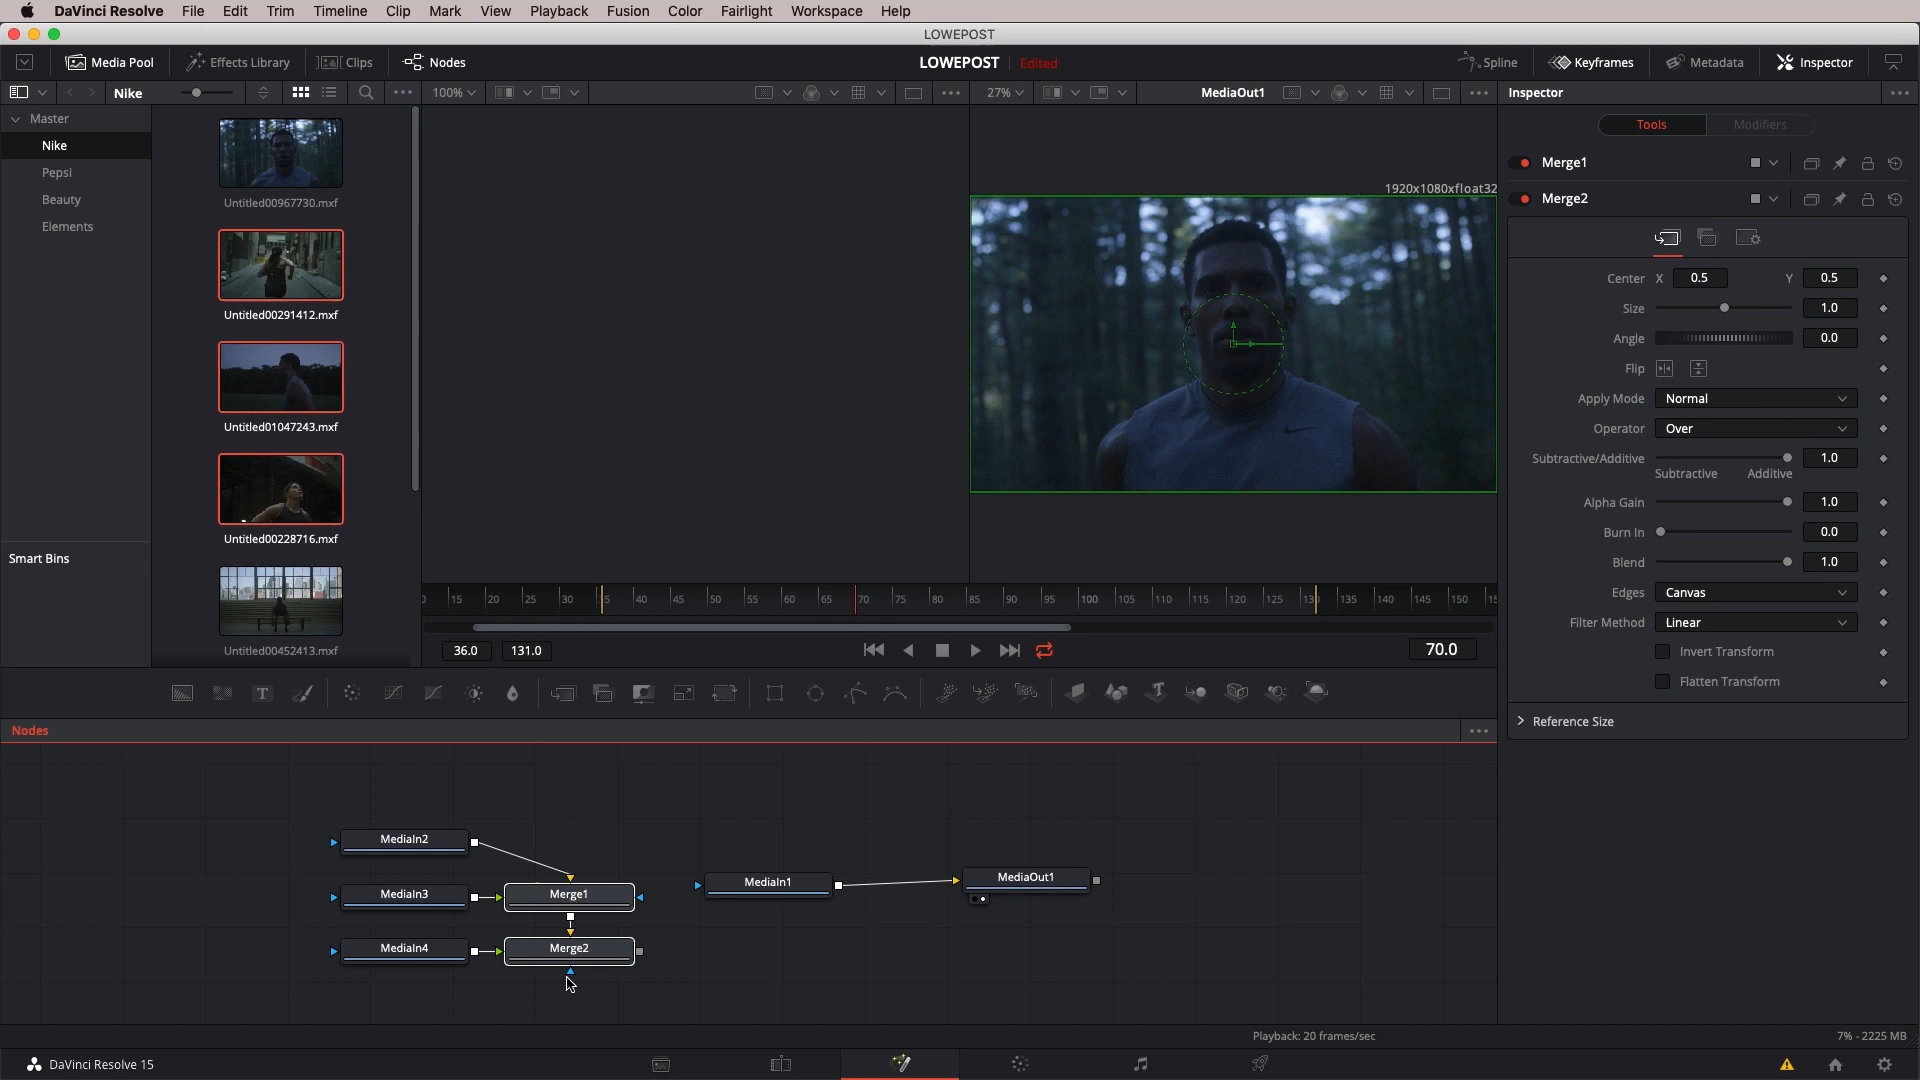 DaVinci Resolve File Edit Trim Timeline Clip Mark View Playback Fusion Color Fairlight Workspace Help
LOWEPOST
Media Pool Effects Library Clips Nodes LOWEPOST Edited Spline Keyframes Metadata Inspector
Nike 100% 27% MediaOut1 Inspector
Master
Nike
Pepsi
Beauty
Elements
Smart Bins
Untitled00967730.mxf
Untitled00291412.mxf
Untitled01047243.mxf
Untitled00228716.mxf
Untitled00452413.mxf
1920x1080xfloat32
15 20 25 30 40 45 50 55 60 65 70 75 80 85 90 95 100 105 110 115 120 125 135 140 145 150
36.0 131.0 70.0
Tools Modifiers
Merge1
Merge2
Center X 0.5 Y 0.5
Size 1.0
Angle 0.0
Flip
Apply Mode Normal
Operator Over
Subtractive/Additive 1.0
Subtractive Additive
Alpha Gain 1.0
Burn In 0.0
Blend 1.0
Edges Canvas
Filter Method Linear
Invert Transform
Flatten Transform
Reference Size
Nodes
MediaIn2
MediaIn3 Merge1
MediaIn4 Merge2
MediaIn1 MediaOut1
Playback: 20 frames/sec 7% - 2225 MB
DaVinci Resolve 15